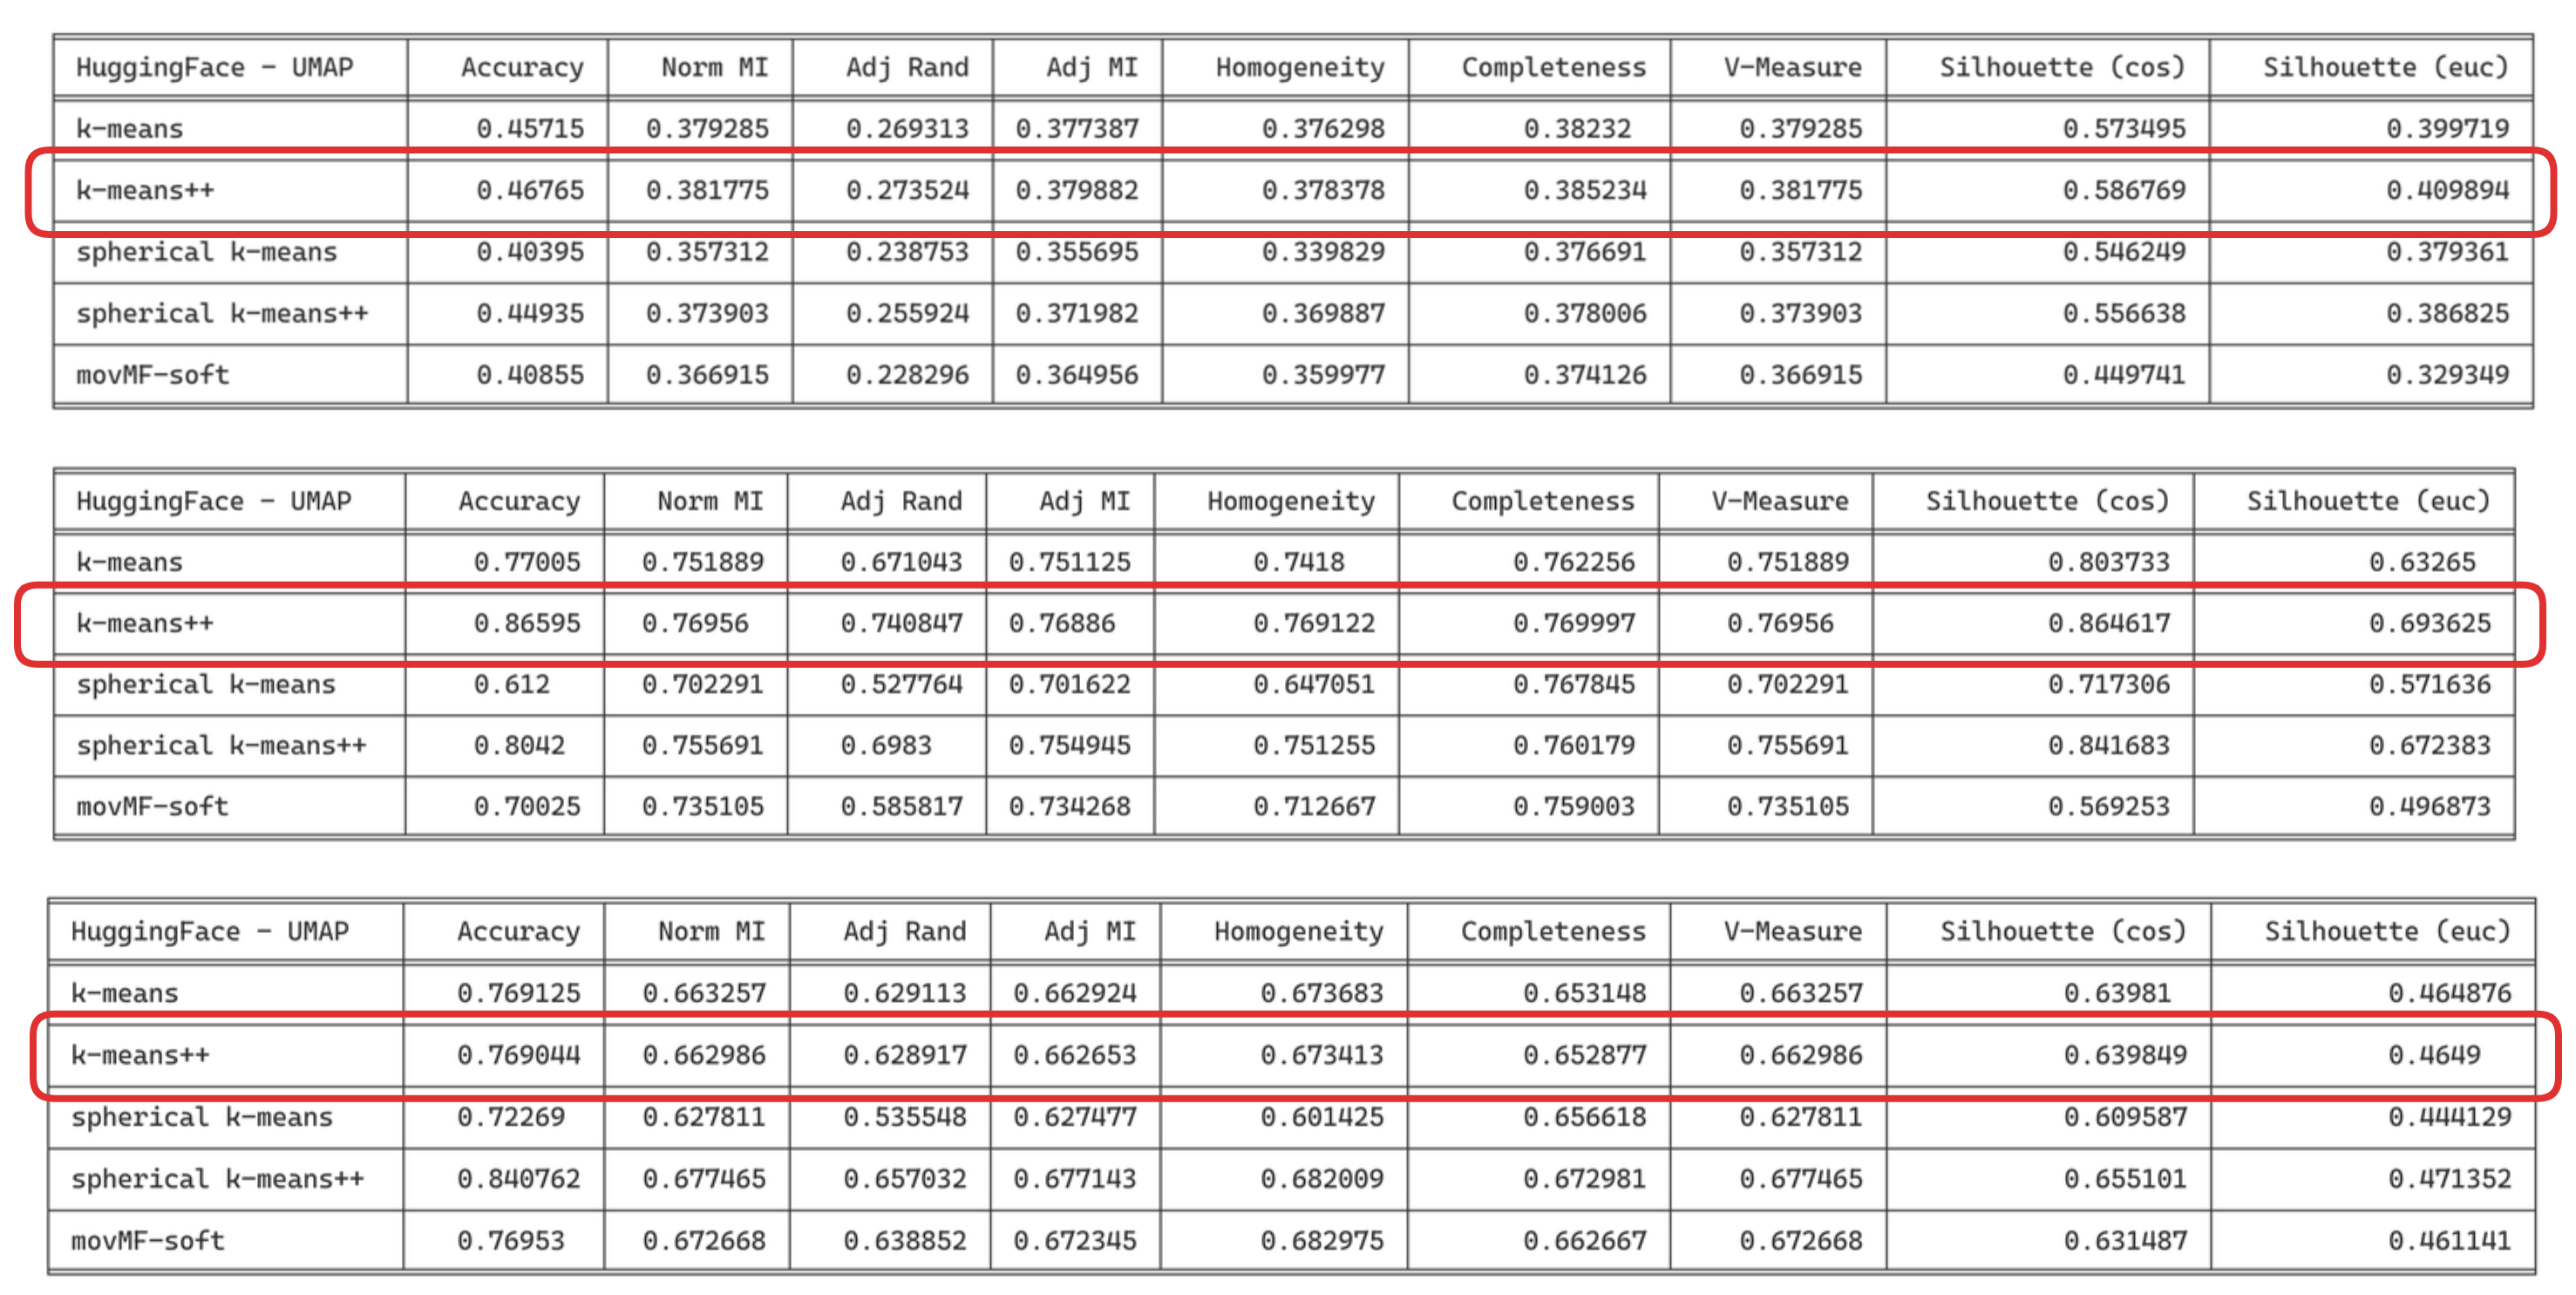 HuggingFace - UMAP Accuracy Norm MI Adj Rand Adj MI Homogeneity Completeness V-Measure Silhouette (cos) Silhouette (euc)
k-means 0.45715 0.379285 0.269313 0.377387 0.376298 0.38232 0.379285 0.573495 0.399719
k-means++ 0.46765 0.381775 0.273524 0.379882 0.378378 0.385234 0.381775 0.586769 0.409894
spherical k-means 0.40395 0.357312 0.238753 0.355695 0.339829 0.376691 0.357312 0.546249 0.379361
spherical k-means++ 0.44935 0.373903 0.255924 0.371982 0.369887 0.378006 0.373903 0.556638 0.386825
movMF-soft 0.40855 0.366915 0.228296 0.364956 0.359977 0.374126 0.366915 0.449741 0.329349
HuggingFace - UMAP Accuracy Norm MI Adj Rand Adj MI Homogeneity Completeness V-Measure Silhouette (cos) Silhouette (euc)
k-means 0.77005 0.751889 0.671043 0.751125 0.7418 0.762256 0.751889 0.803733 0.63265
k-means++ 0.86595 0.76956 0.740847 0.76886 0.769122 0.769997 0.76956 0.864617 0.693625
spherical k-means 0.612 0.702291 0.527764 0.701622 0.647051 0.767845 0.702291 0.717306 0.571636
spherical k-means++ 0.8042 0.755691 0.6983 0.754945 0.751255 0.760179 0.755691 0.841683 0.672383
movMF-soft 0.70025 0.735105 0.585817 0.734268 0.712667 0.759003 0.735105 0.569253 0.496873
HuggingFace - UMAP Accuracy Norm MI Adj Rand Adj MI Homogeneity Completeness V-Measure Silhouette (cos) Silhouette (euc)
k-means 0.769125 0.663257 0.629113 0.662924 0.673683 0.653148 0.663257 0.63981 0.464876
k-means++ 0.769044 0.662986 0.628917 0.662653 0.673413 0.652877 0.662986 0.639849 0.4649
spherical k-means 0.72269 0.627811 0.535548 0.627477 0.601425 0.656618 0.627811 0.609587 0.444129
spherical k-means++ 0.840762 0.677465 0.657032 0.677143 0.682009 0.672981 0.677465 0.655101 0.471352
movMF-soft 0.76953 0.672668 0.638852 0.672345 0.682975 0.662667 0.672668 0.631487 0.461141